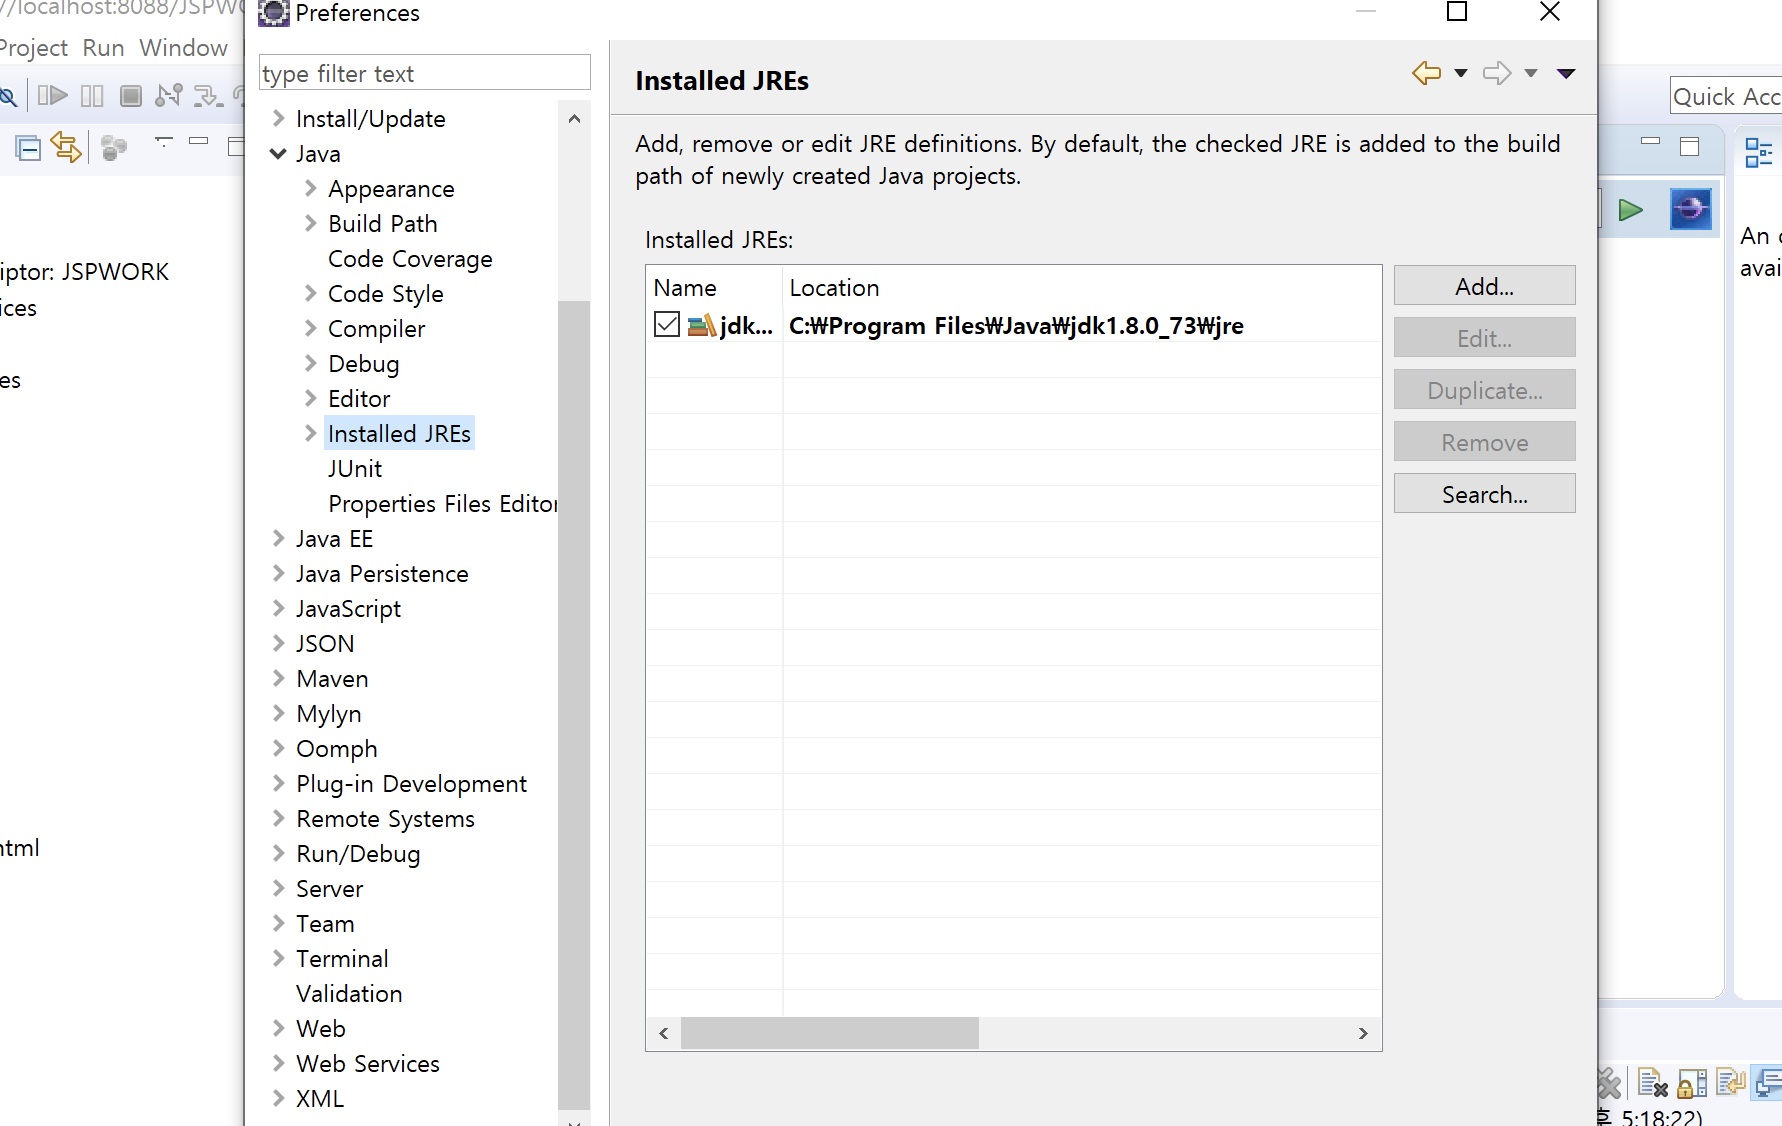 //localhost:8088/JSPWO
Project Run Window
Preferences
type filter text
Install/Update
Java
Appearance
Build Path
Code Coverage
Code Style
Compiler
Debug
Editor
Installed JREs
JUnit
Properties Files Editor
Java EE
Java Persistence
JavaScript
JSON
Maven
Mylyn
Oomph
Plug-in Development
Remote Systems
Run/Debug
Server
Team
Terminal
Validation
Web
Web Services
XML
Installed JREs
Add, remove or edit JRE definitions. By default, the checked JRE is added to the build
path of newly created Java projects.
Installed JREs:
Name Location
jdk... C:₩Program Files₩Java₩jdk1.8.0_73₩jre
Add...
Edit...
Duplicate...
Remove
Search...
iptor: JSPWORK
ices
es
html
Quick Acc
An
avai
후 5:18:22)